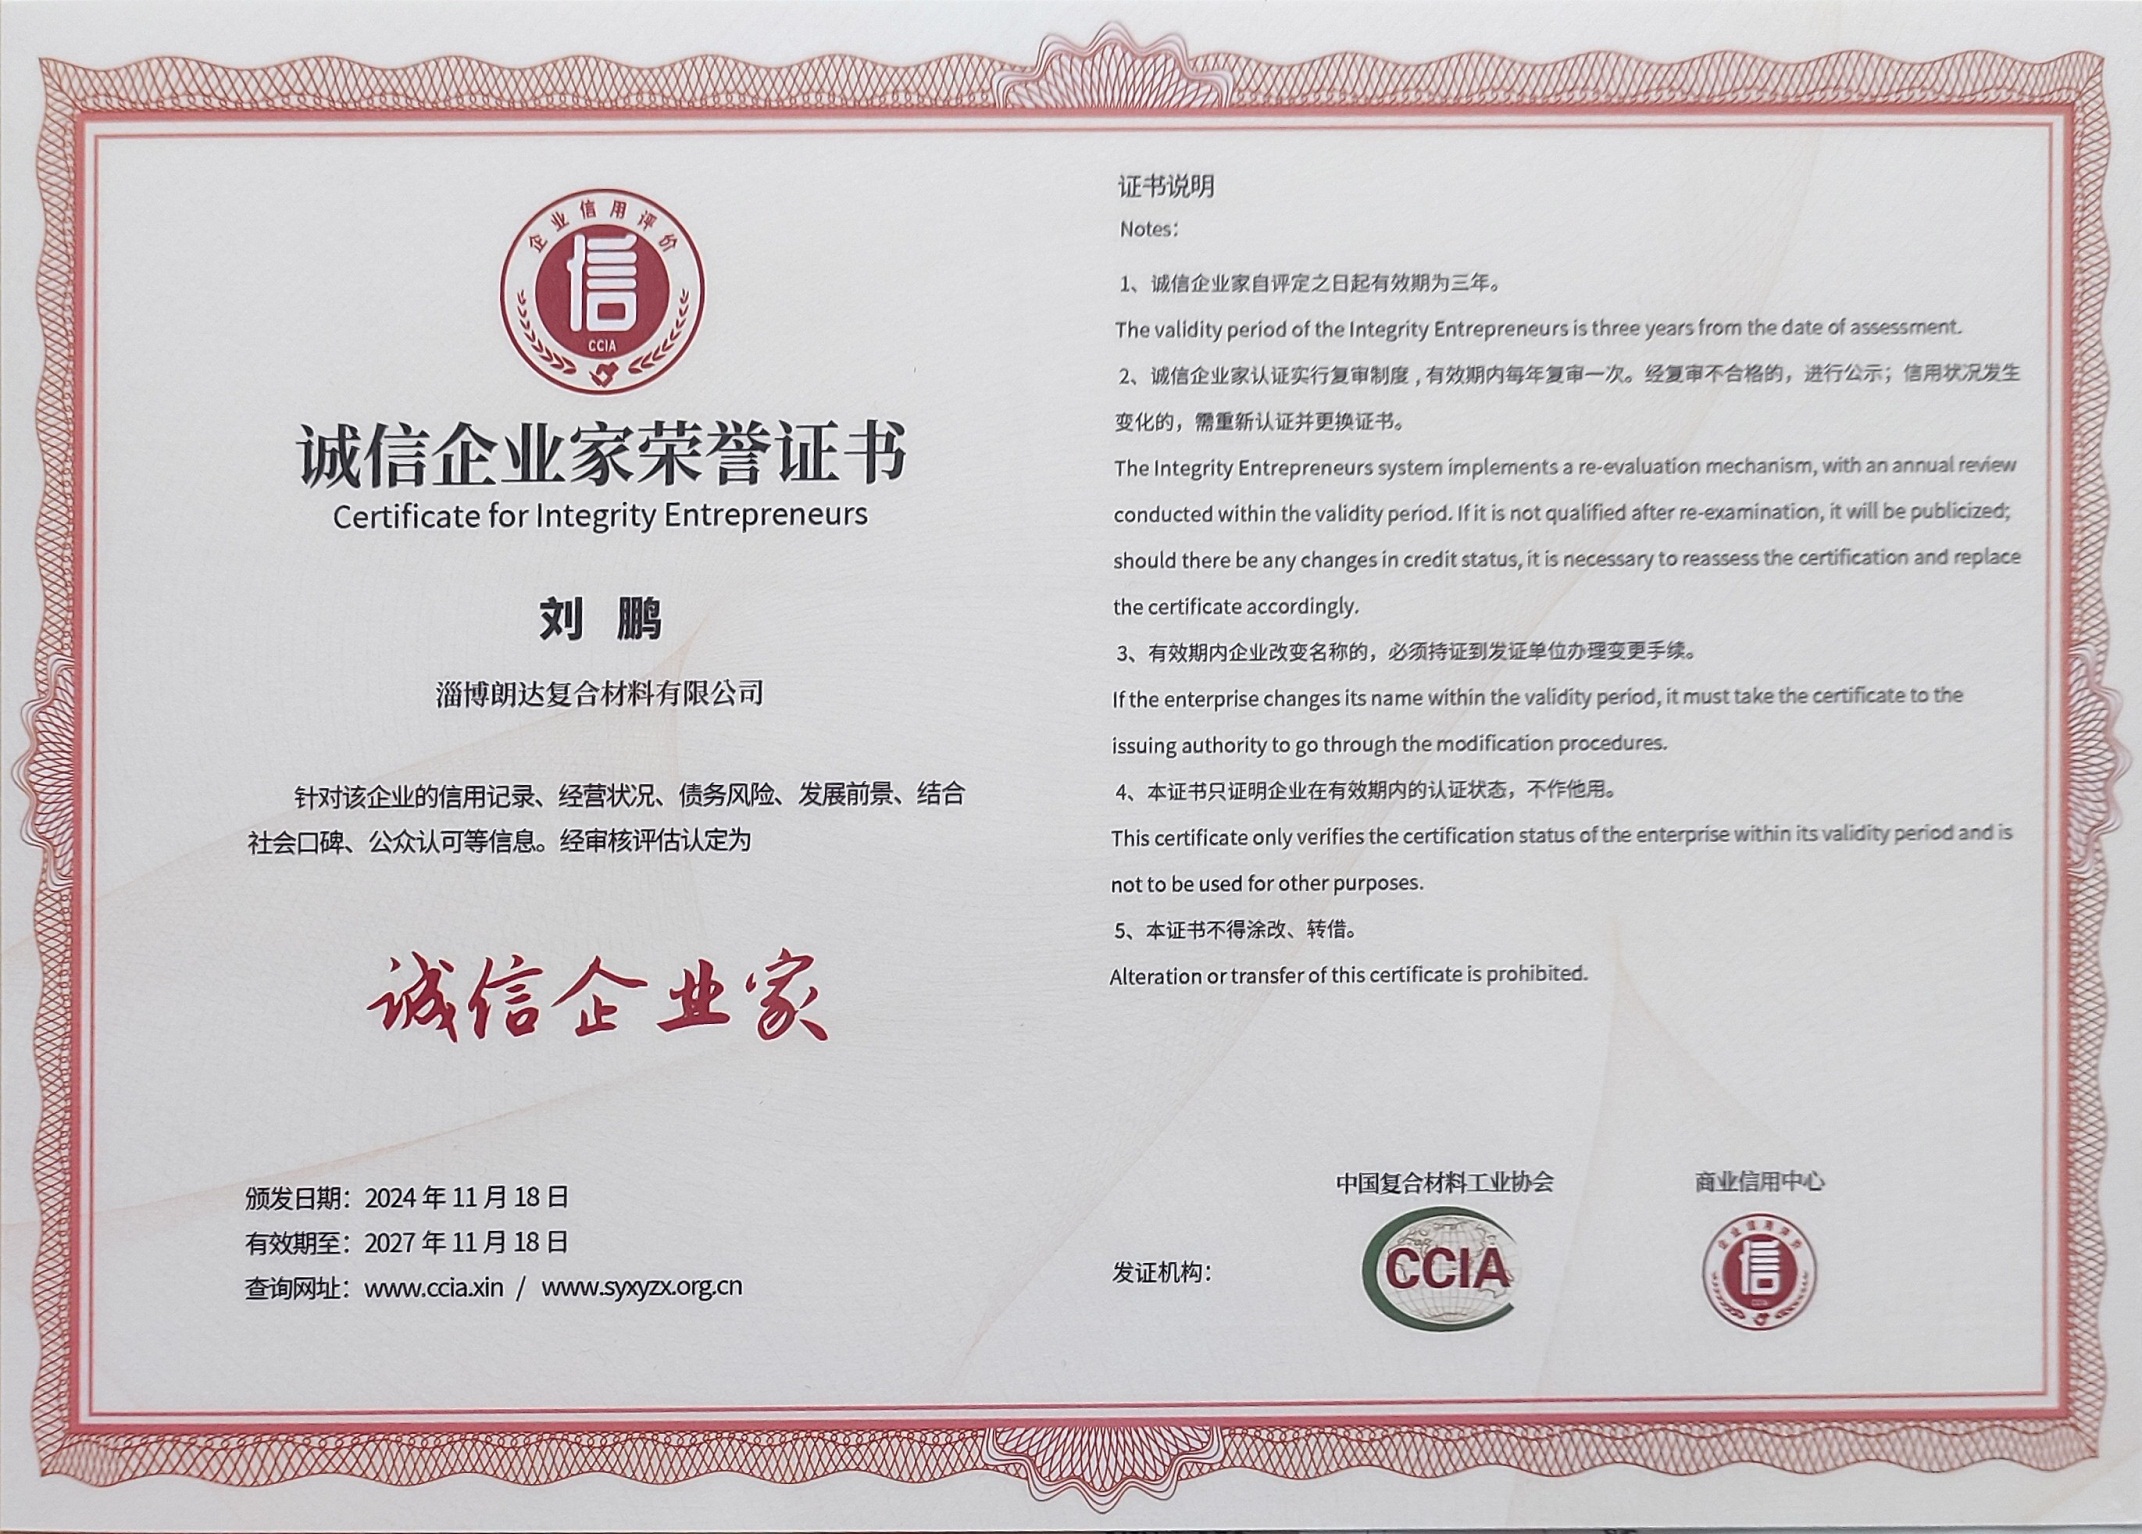 企业信用评价
信
CCIA
诚信企业家荣誉证书
Certificate for Integrity Entrepreneurs
刘 鹏
淄博朗达复合材料有限公司
针对该企业的信用记录、经营状况、债务风险、发展前景、结合
社会口碑、公众认可等信息。经审核评估认定为
诚信企业家
颁发日期：2024 年 11 月 18 日
有效期至：2027 年 11 月 18 日
查询网址：www.ccia.xin / www.syxyzx.org.cn
证书说明
Notes:
1、诚信企业家自评定之日起有效期为三年。
The validity period of the Integrity Entrepreneurs is three years from the date of assessment.
2、诚信企业家认证实行复审制度，有效期内每年复审一次。经复审不合格的，进行公示；信用状况发生
变化的，需重新认证并更换证书。
The Integrity Entrepreneurs system implements a re-evaluation mechanism, with an annual review
conducted within the validity period. If it is not qualified after re-examination, it will be publicized;
should there be any changes in credit status, it is necessary to reassess the certification and replace
the certificate accordingly.
3、有效期内企业改变名称的，必须持证到发证单位办理变更手续。
If the enterprise changes its name within the validity period, it must take the certificate to the
issuing authority to go through the modification procedures.
4、本证书只证明企业在有效期内的认证状态，不作他用。
This certificate only verifies the certification status of the enterprise within its validity period and is
not to be used for other purposes.
5、本证书不得涂改、转借。
Alteration or transfer of this certificate is prohibited.
中国复合材料工业协会 商业信用中心
发证机构：
CCIA
企业信用评价
信
CCIA